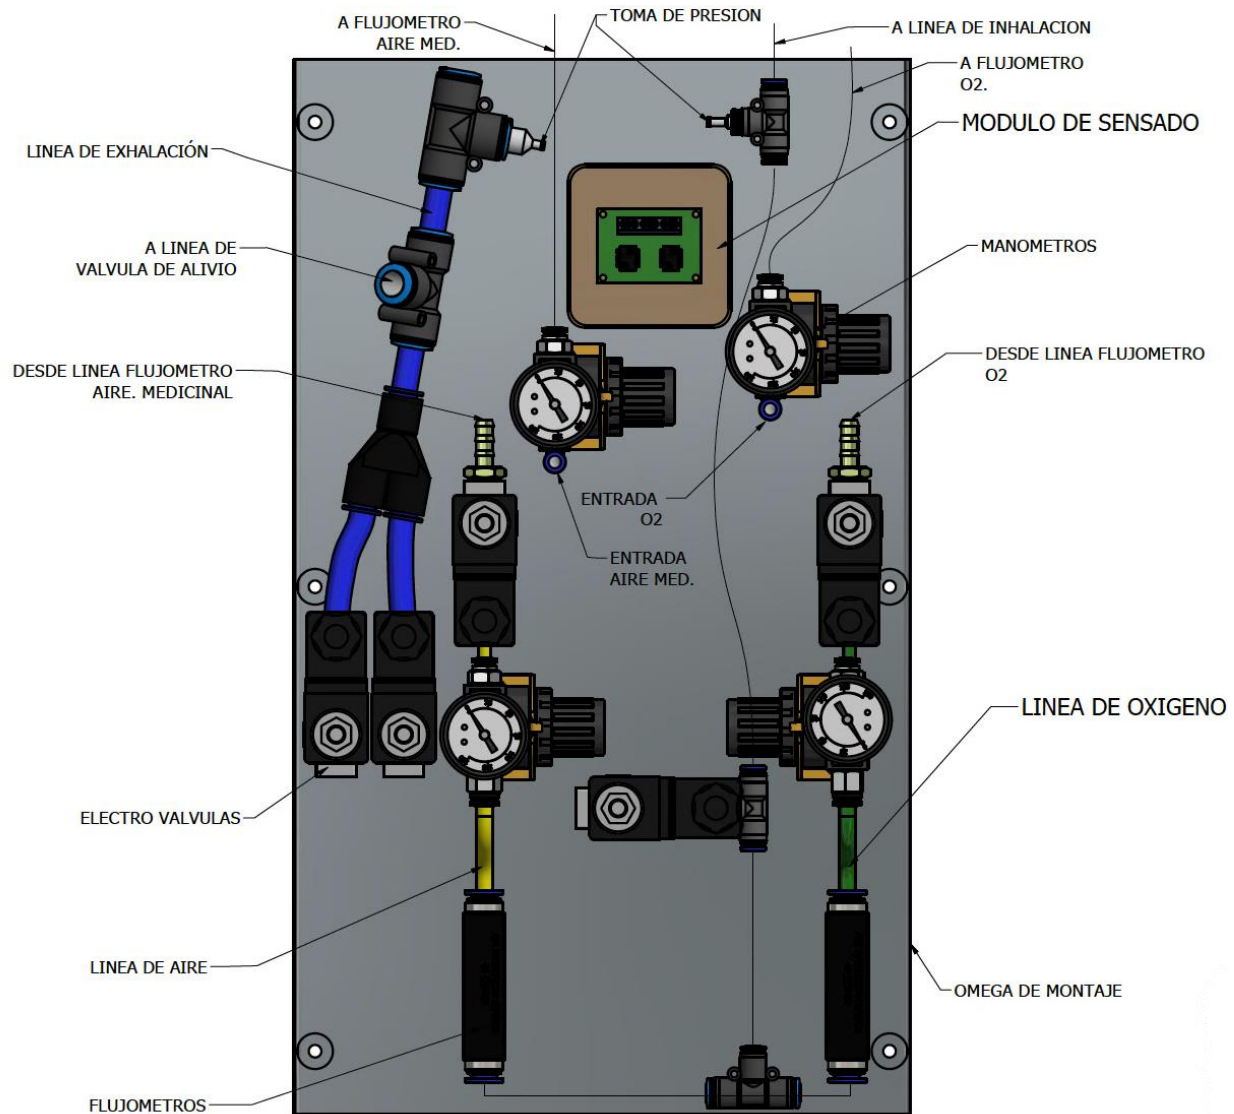 A FLUJOMETRO
AIRE MED.
TOMA DE PRESION
A LINEA DE INHALACION
A FLUJOMETRO
O2.
MODULO DE SENSADO
LINEA DE EXHALACIÓN
A LINEA DE
VALVULA DE ALIVIO
MANOMETROS
DESDE LINEA FLUJOMETRO
AIRE. MEDICINAL
DESDE LINEA FLUJOMETRO
O2
ENTRADA
O2
ENTRADA
AIRE MED.
LINEA DE OXIGENO
ELECTRO VALVULAS
LINEA DE AIRE
OMEGA DE MONTAJE
FLUJOMETROS